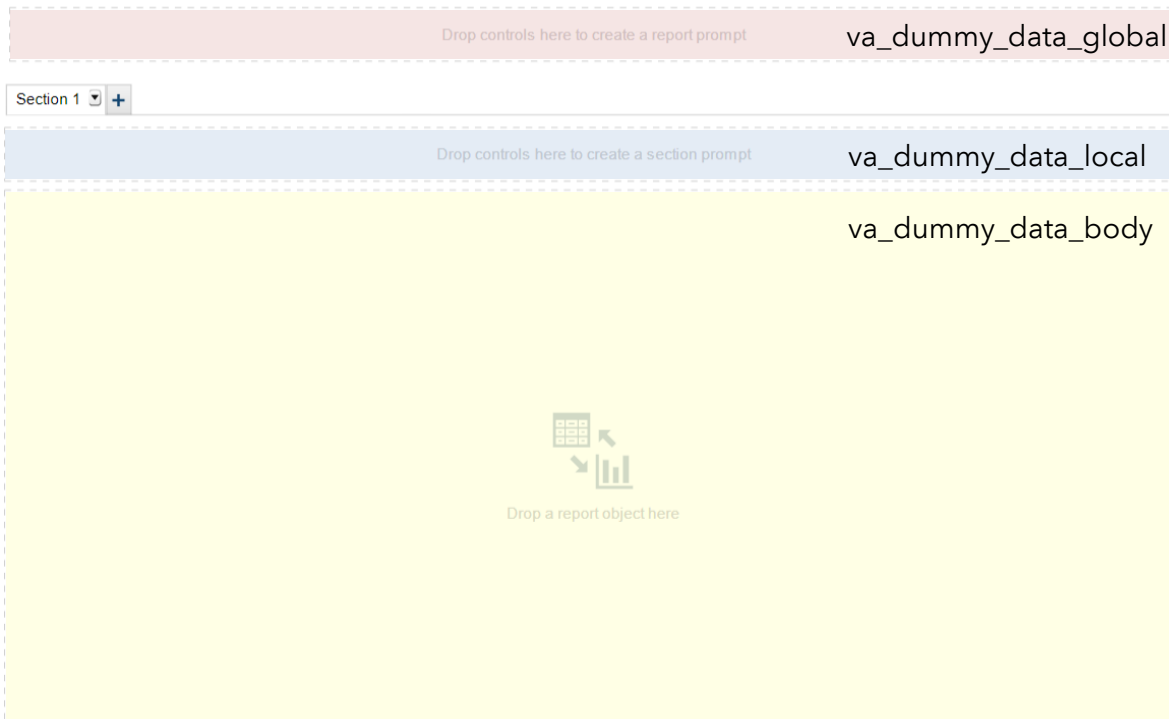 Drop controls here to create a report prompt va_dummy_data_global
Section 1 +
Drop controls here to create a section prompt va_dummy_data_local
va_dummy_data_body
Drop a report object here